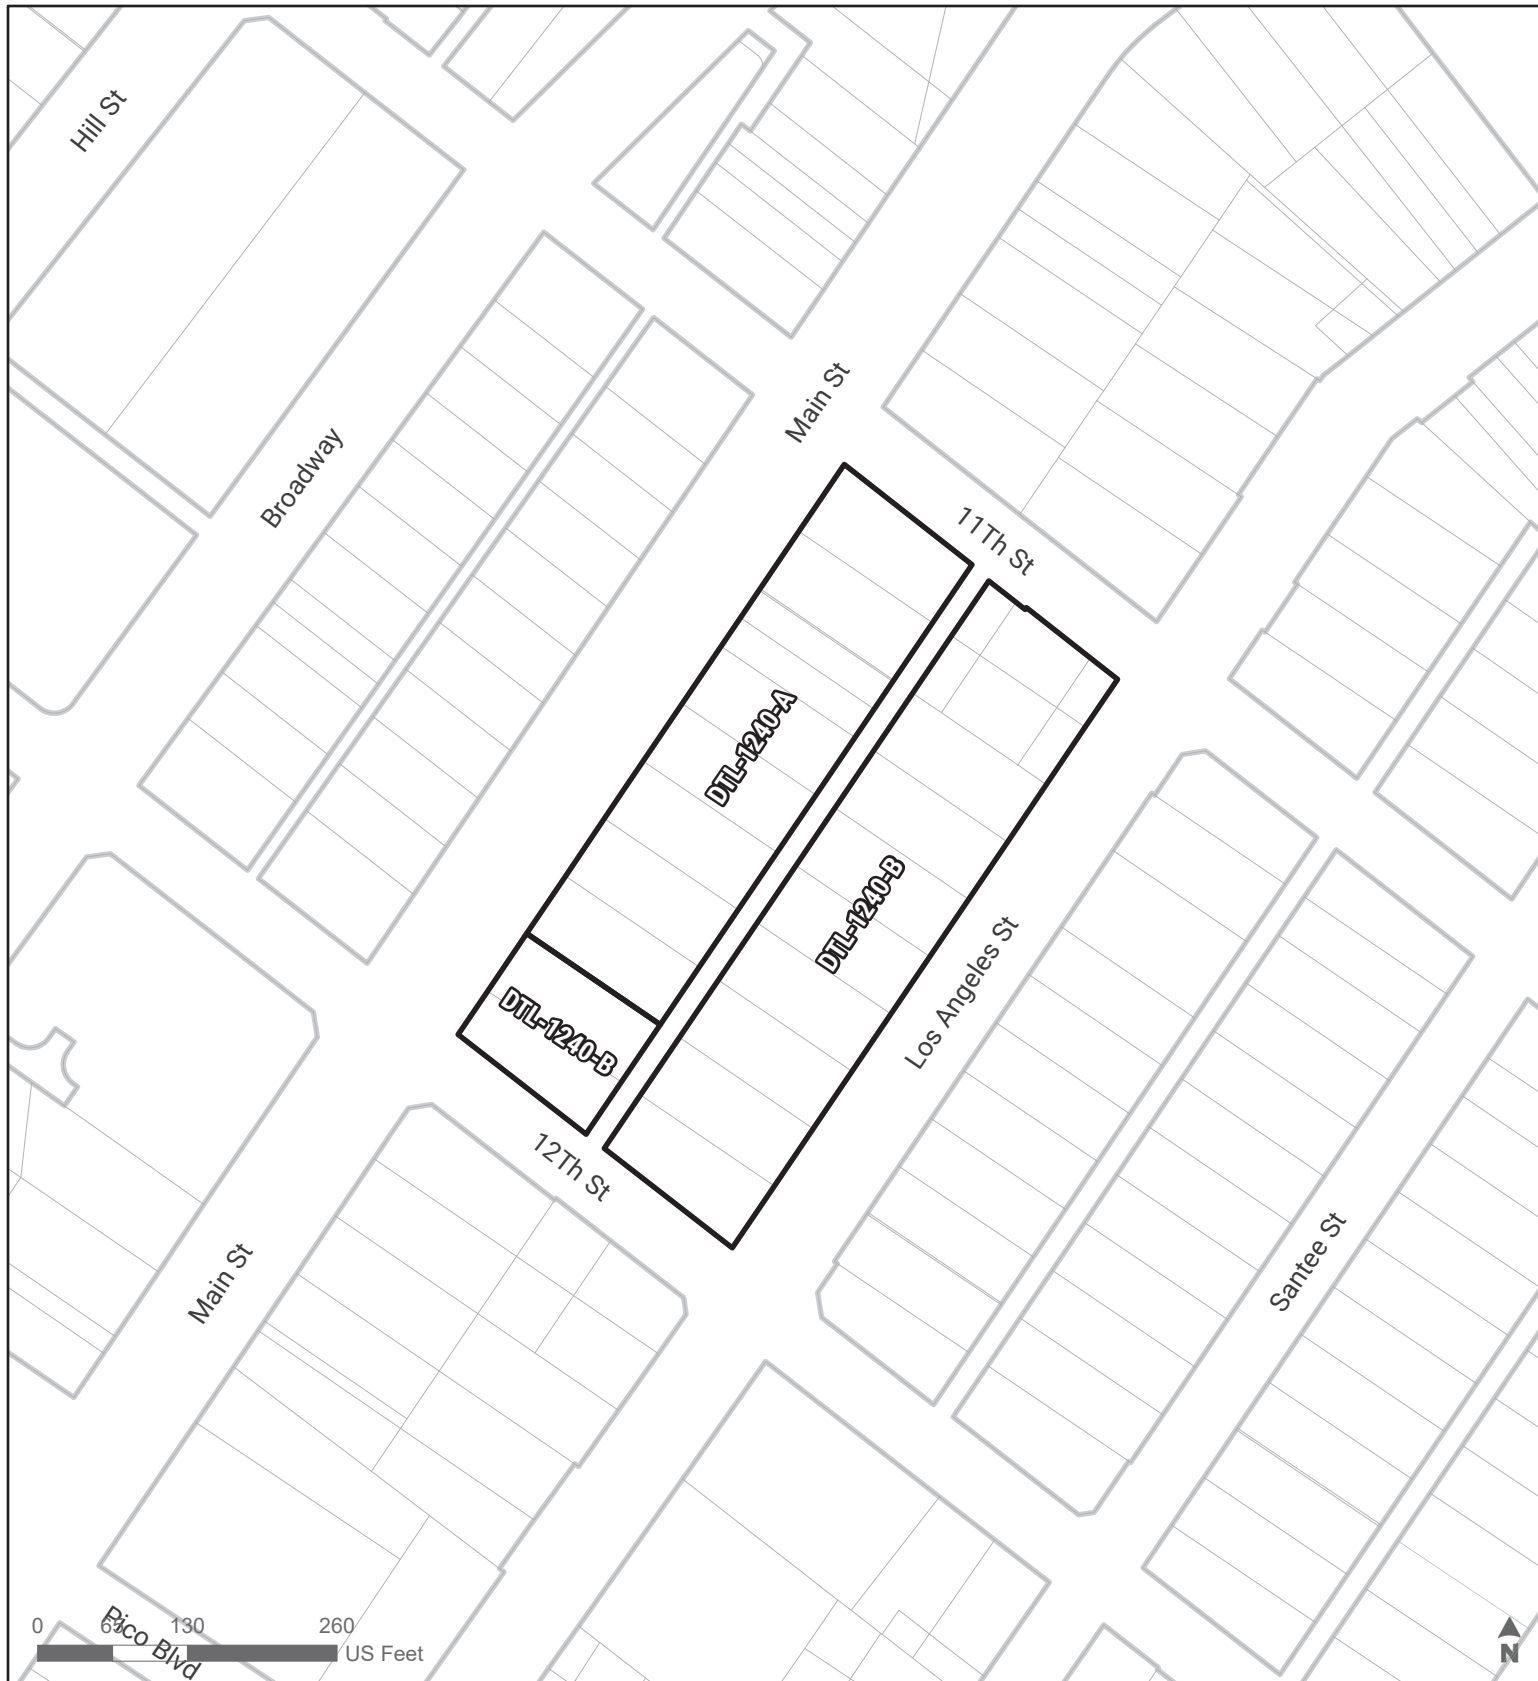 Hill St
Main St
Broadway
11Th St
DTL-1240-A
DTL-1240-B
Los Angeles St
DTL-1240-B
12Th St
Santee St
Main St
0 65 130 260
US Feet
Pico Blvd
N